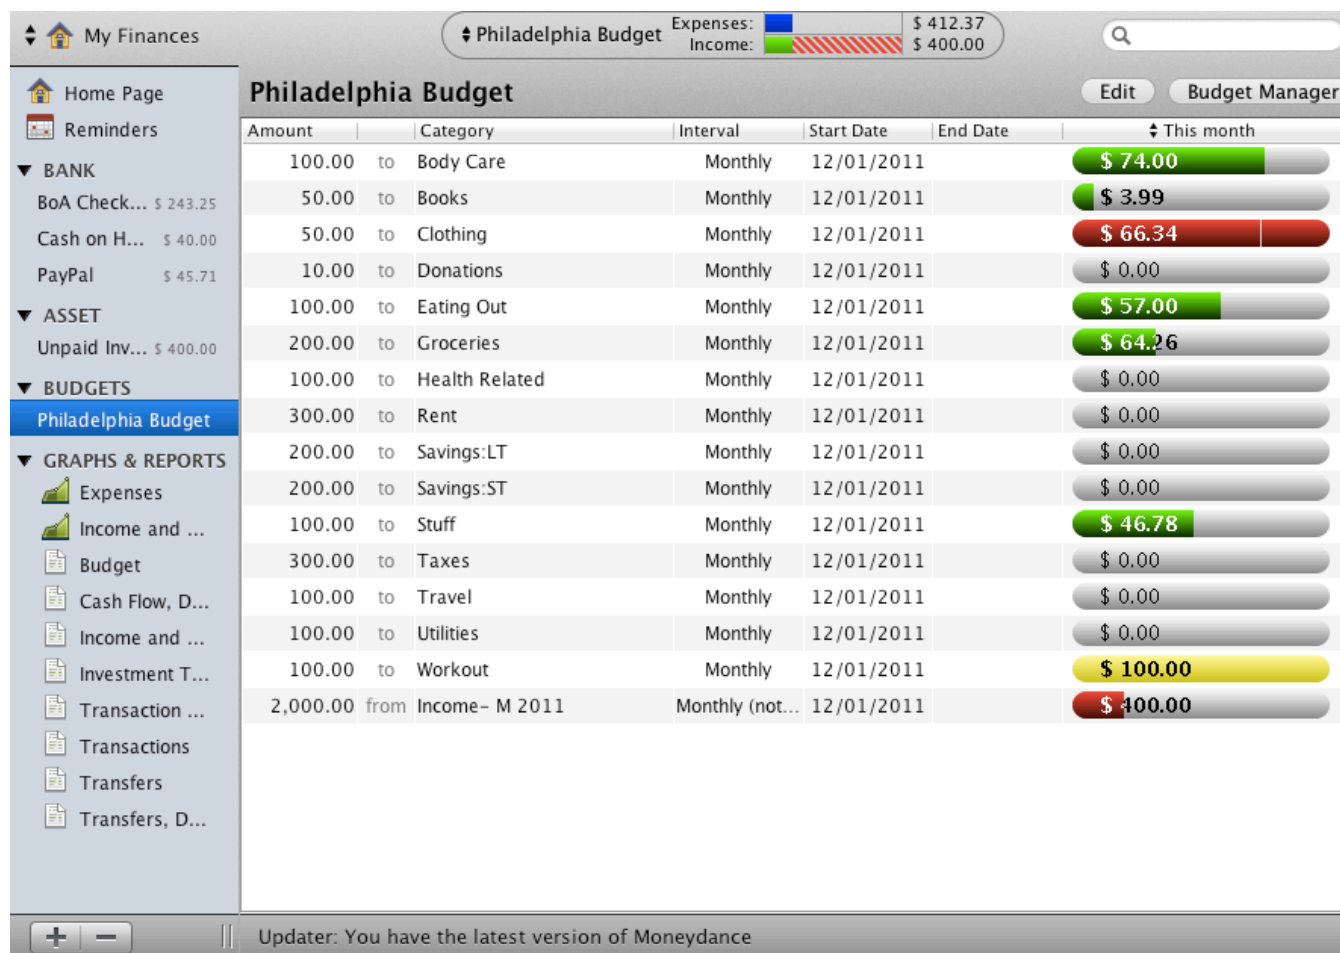 My Finances
Philadelphia Budget
Expenses: $ 412.37
Income: $ 400.00
Home Page
Reminders
BANK
BoA Check... $ 243.25
Cash on H... $ 40.00
PayPal $ 45.71
ASSET
Unpaid Inv... $ 400.00
BUDGETS
Philadelphia Budget
GRAPHS & REPORTS
Expenses
Income and ...
Budget
Cash Flow, D...
Income and ...
Investment T...
Transaction ...
Transactions
Transfers
Transfers, D...
Philadelphia Budget
Edit Budget Manager
Amount Category Interval Start Date End Date This month
100.00 to Body Care Monthly 12/01/2011 $ 74.00
50.00 to Books Monthly 12/01/2011 $ 3.99
50.00 to Clothing Monthly 12/01/2011 $ 66.34
10.00 to Donations Monthly 12/01/2011 $ 0.00
100.00 to Eating Out Monthly 12/01/2011 $ 57.00
200.00 to Groceries Monthly 12/01/2011 $ 64.26
100.00 to Health Related Monthly 12/01/2011 $ 0.00
300.00 to Rent Monthly 12/01/2011 $ 0.00
200.00 to Savings:LT Monthly 12/01/2011 $ 0.00
200.00 to Savings:ST Monthly 12/01/2011 $ 0.00
100.00 to Stuff Monthly 12/01/2011 $ 46.78
300.00 to Taxes Monthly 12/01/2011 $ 0.00
100.00 to Travel Monthly 12/01/2011 $ 0.00
100.00 to Utilities Monthly 12/01/2011 $ 0.00
100.00 to Workout Monthly 12/01/2011 $ 100.00
2,000.00 from Income- M 2011 Monthly (not... 12/01/2011 $ 400.00
Updater: You have the latest version of Moneydance